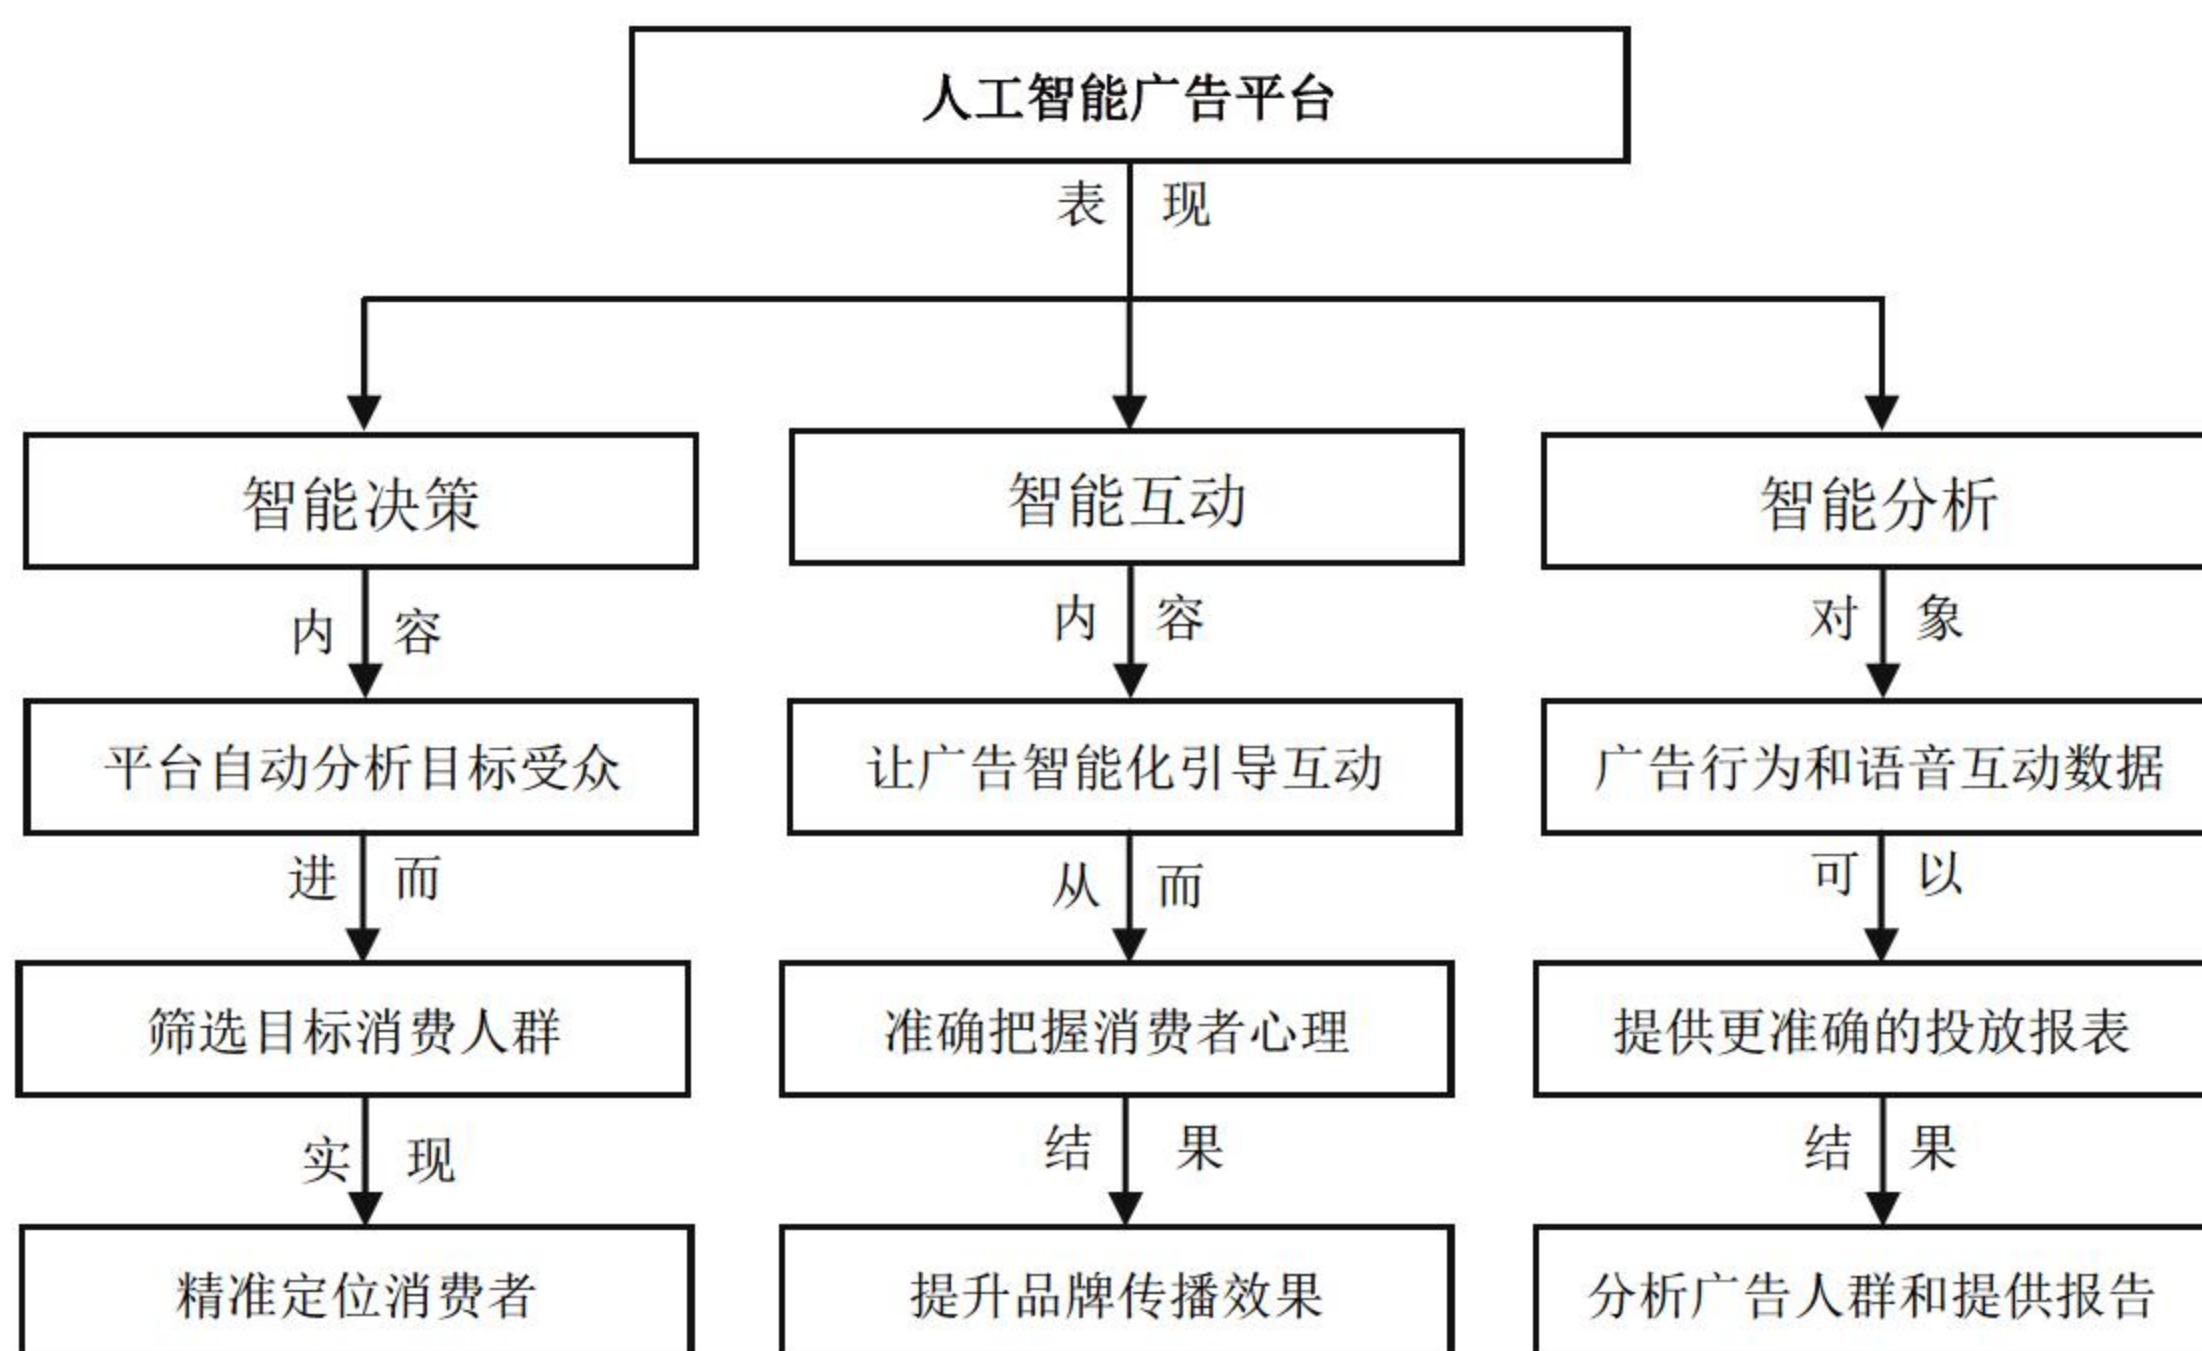 人工智能广告平台
表 现
智能决策 智能互动 智能分析
内 容 内 容 对 象
平台自动分析目标受众 让广告智能化引导互动 广告行为和语音互动数据
进 而 从 而 可 以
筛选目标消费人群 准确把握消费者心理 提供更准确的投放报表
实 现 结 果 结 果
精准定位消费者 提升品牌传播效果 分析广告人群和提供报告